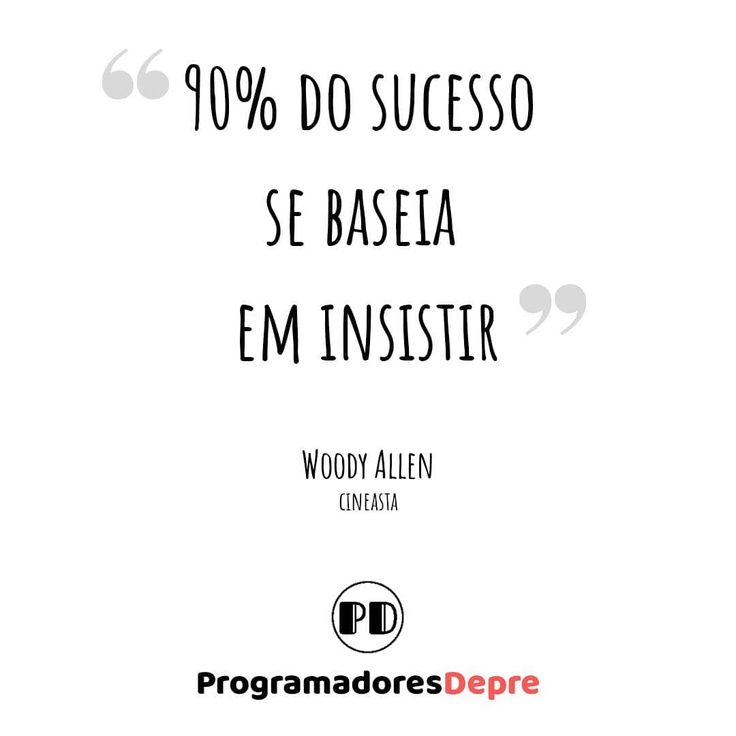 “90% DO SUCESSO
SE BASEIA
EM INSISTIR”
WOODY ALLEN
CINEASTA
PD
ProgramadoresDepre